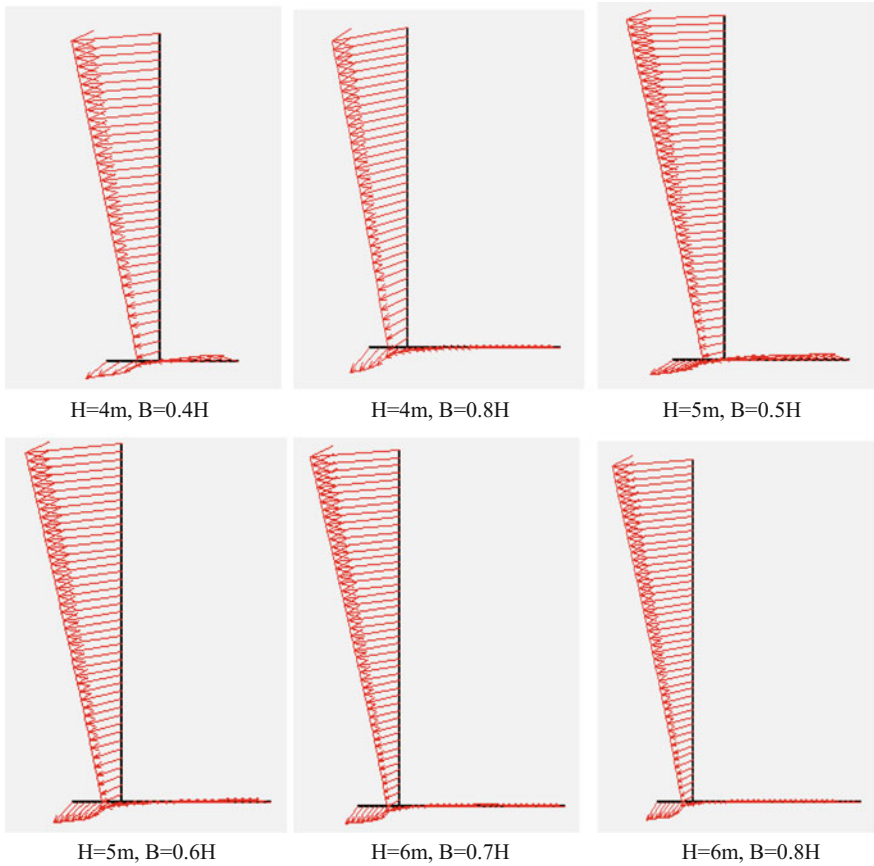 H=4m, B=0.4H
H=4m, B=0.8H
H=5m, B=0.5H
H=5m, B=0.6H
H=6m, B=0.7H
H=6m, B=0.8H